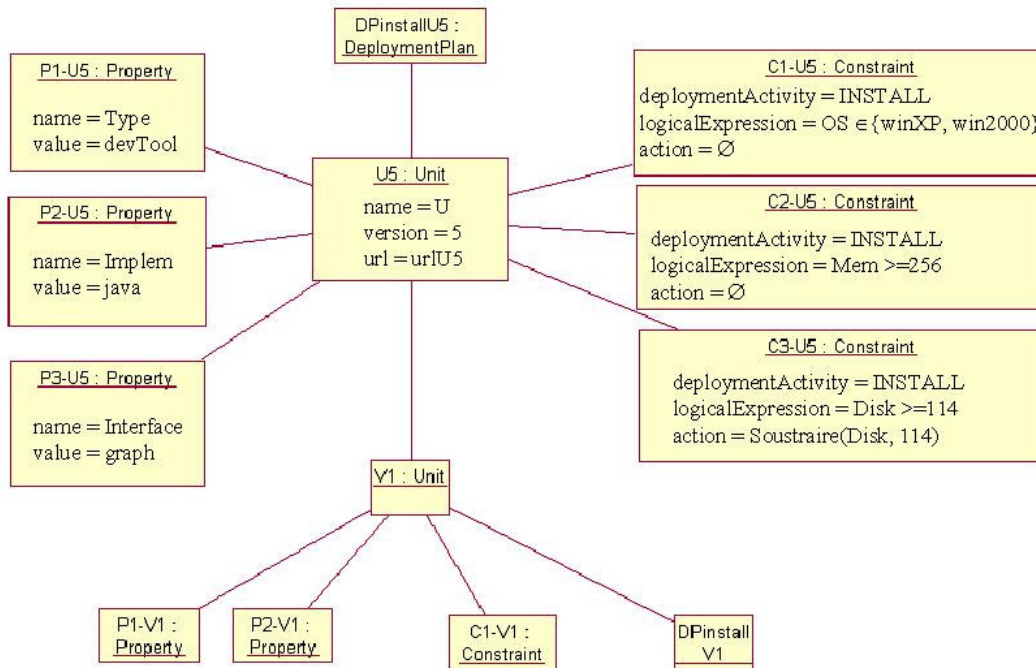 DPinstallU5 :
DeploymentPlan
P1-U5 : Property
name = Type
value = devTool
C1-U5 : Constraint
deploymentActivity = INSTALL
logicalExpression = OS ∈{winXP, win2000}
action = Ø
U5 : Unit
name = U
version = 5
url = urlU5
P2-U5 : Property
name = Implem
value = java
C2-U5 : Constraint
deploymentActivity = INSTALL
logicalExpression = Mem >=256
action = Ø
P3-U5 : Property
name = Interface
value = graph
C3-U5 : Constraint
deploymentActivity = INSTALL
logicalExpression = Disk >=114
action = Soustraire(Disk, 114)
V1 : Unit
P1-V1 :
Property
P2-V1 :
Property
C1-V1 :
Constraint
DPinstall
V1